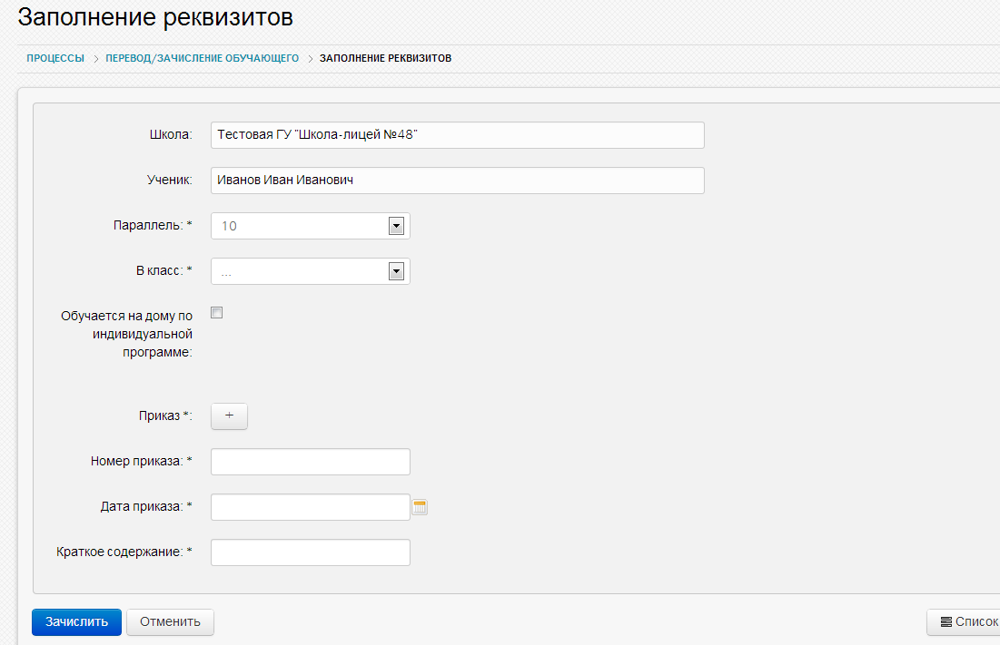 Заполнение реквизитов
ПРОЦЕССЫ > ПЕРЕВОД/ЗАЧИСЛЕНИЕ ОБУЧАЮЩЕГО > ЗАПОЛНЕНИЕ РЕКВИЗИТОВ
Школа: Тестовая ГУ "Школа-лицей №48"
Ученик: Иванов Иван Иванович
Параллель: * 10
В класс: * ...
Обучается на дому по
индивидуальной
программе:
Приказ *: +
Номер приказа: *
Дата приказа: *
Краткое содержание: *
Зачислить Отменить Список